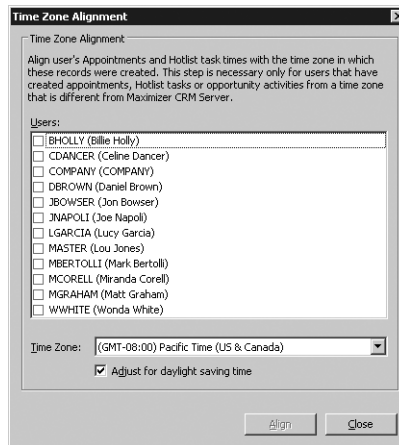 Time Zone Alignment
Time Zone Alignment
Align user's Appointments and Hotlist task times with the time zone in which
these records were created. This step is necessary only for users that have
created appointments, Hotlist tasks or opportunity activities from a time zone
that is different from Maximizer CRM Server.
Users:
BHOLLY (Billie Holly)
CDANCER (Celine Dancer)
COMPANY (COMPANY)
DBROWN (Daniel Brown)
JBOWSER (Jon Bowser)
JNAPOLI (Joe Napoli)
LGARCIA (Lucy Garcia)
MASTER (Lou Jones)
MBERTOLLI (Mark Bertolli)
MCORELL (Miranda Corell)
MGRAHAM (Matt Graham)
WWHITE (Wonda White)
Time Zone: (GMT-08:00) Pacific Time (US & Canada)
Adjust for daylight saving time
Align Close